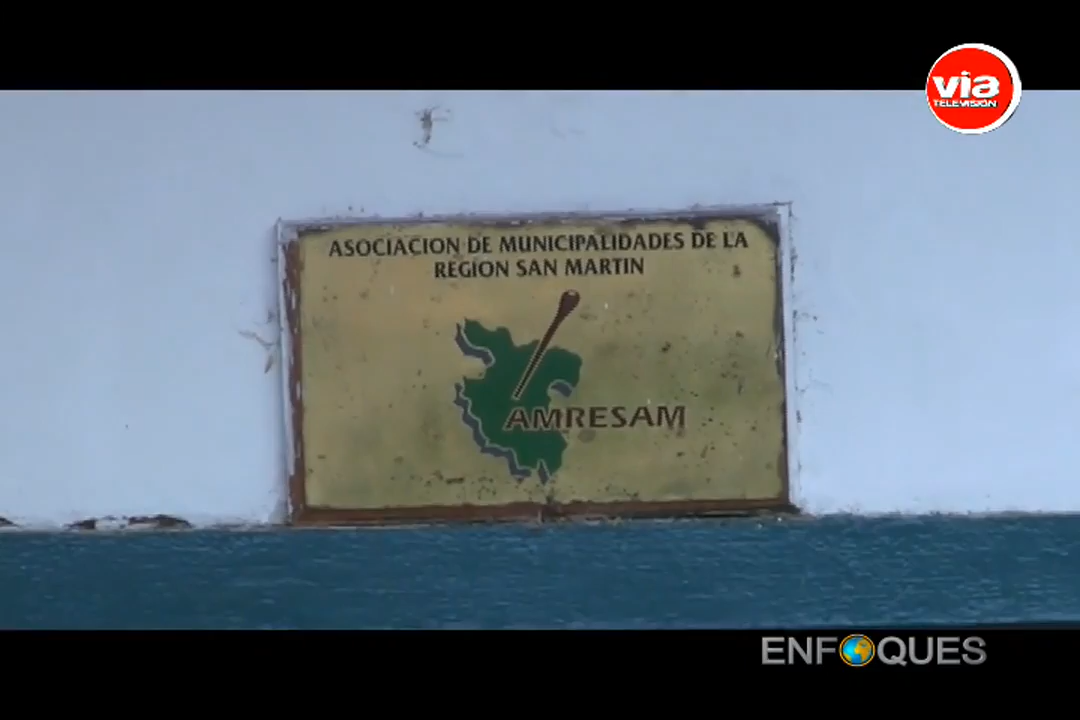 via
TELEVISIÓN
ASOCIACION DE MUNICIPALIDADES DE LA
REGION SAN MARTIN
AMRESAM
ENFOQUES